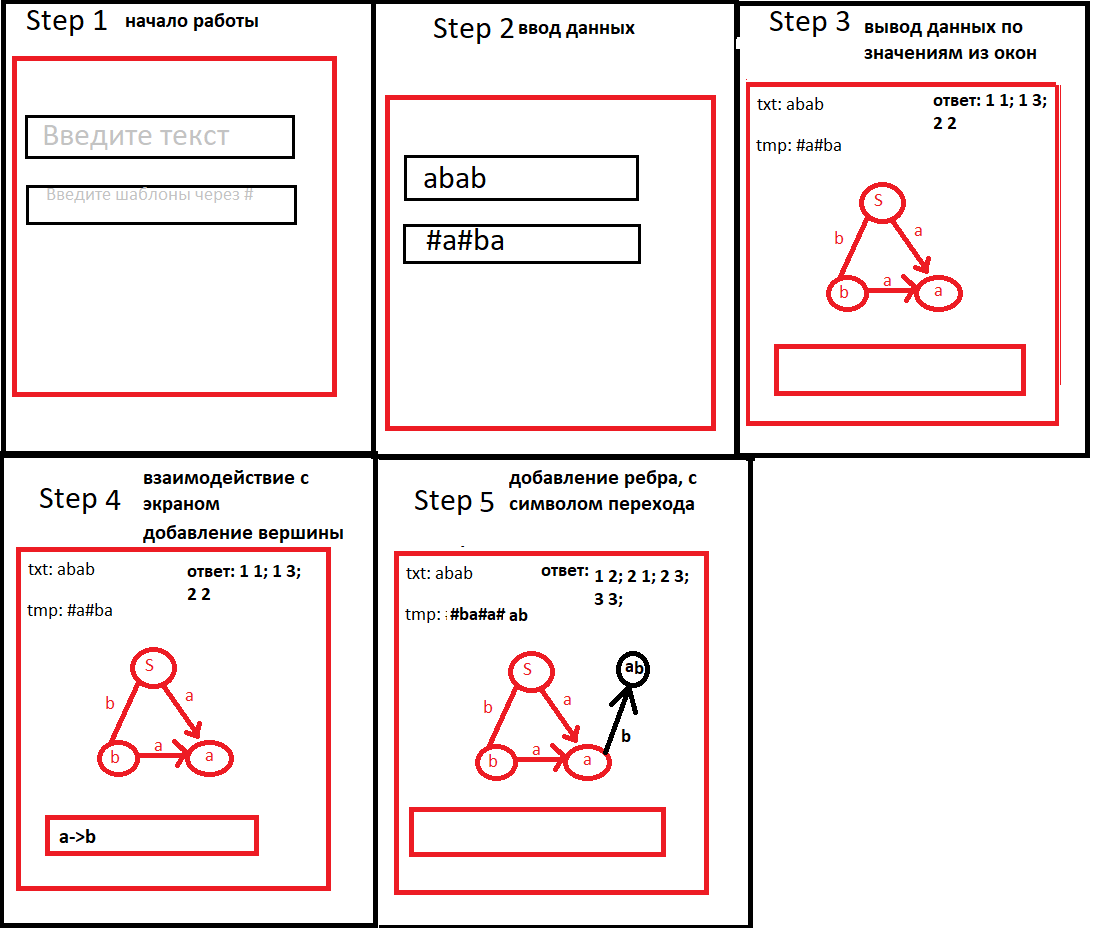 Step 1 начало работы
Введите текст
Введите шаблоны через #
Step 2 ввод данных
abab
#a#ba
Step 3 вывод данных по
значениям из окон
txt: abab
ответ: 1 1; 1 3;
2 2
tmp: #a#ba
S
b
a
b
a
a
Step 4 взаимодействие с
экраном
добавление вершины
txt: abab
ответ: 1 1; 1 3;
2 2
tmp: #a#ba
S
b
a
b
a
a
a->b
Step 5 добавление ребра, с
символом перехода
txt: abab
ответ: 1 2; 2 1; 2 3;
3 3;
tmp: #ba#a# ab
S
ab
b
a
b
b
a
a